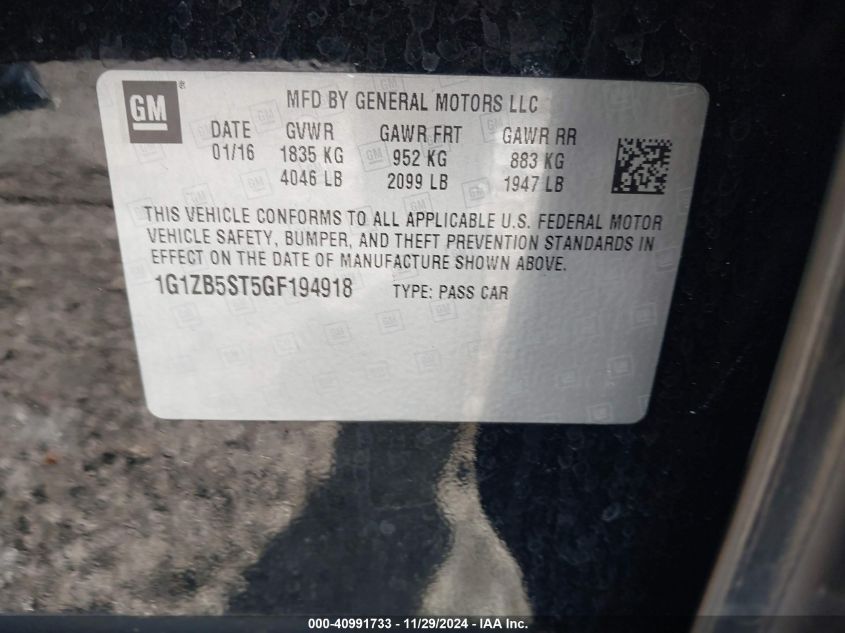 GM ®
MFD BY GENERAL MOTORS LLC
DATE GVWR GAWR FRT GAWR RR
01/16 1835 KG 952 KG 883 KG
4046 LB 2099 LB 1947 LB
THIS VEHICLE CONFORMS TO ALL APPLICABLE U.S. FEDERAL MOTOR
VEHICLE SAFETY, BUMPER, AND THEFT PREVENTION STANDARDS IN
EFFECT ON THE DATE OF MANUFACTURE SHOWN ABOVE.
1G1ZB5ST5GF194918 TYPE: PASS CAR
000-40991733 - 11/29/2024 - IAA Inc.